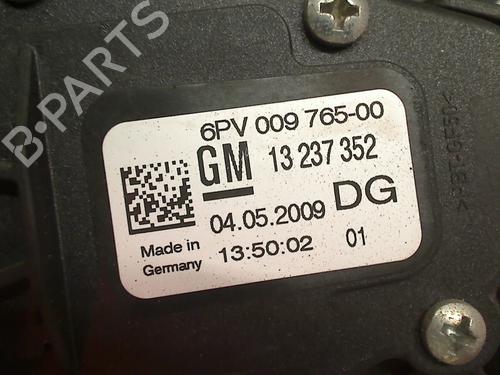 B-PARTS
6PV 009 765-00
GM 13 237 352
04.05.2009 DG
Made in Germany 13:50:02 01